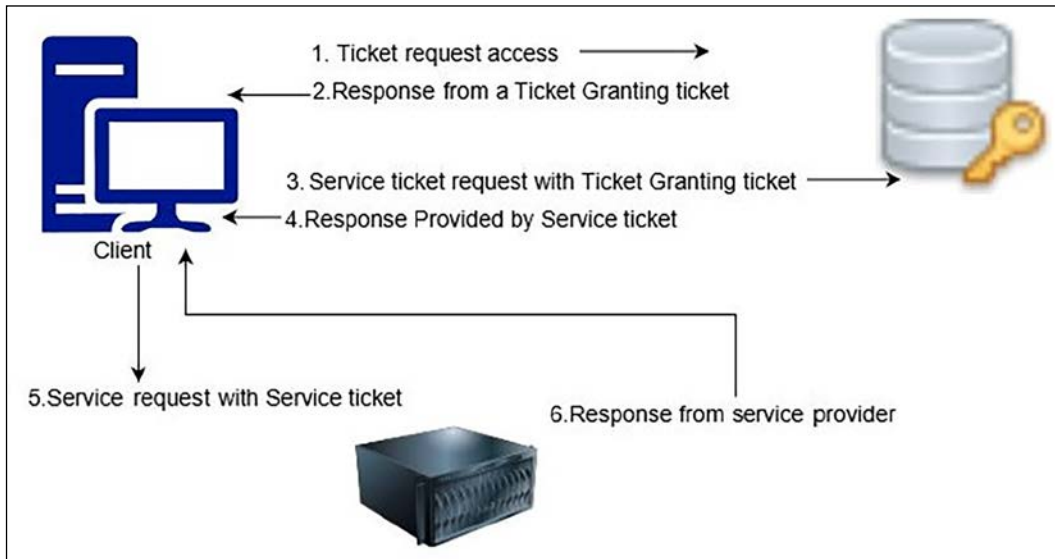 1. Ticket request access
2.Response from a Ticket Granting ticket
3. Service ticket request with Ticket Granting ticket
4.Response Provided by Service ticket
Client
5.Service request with Service ticket
6.Response from service provider